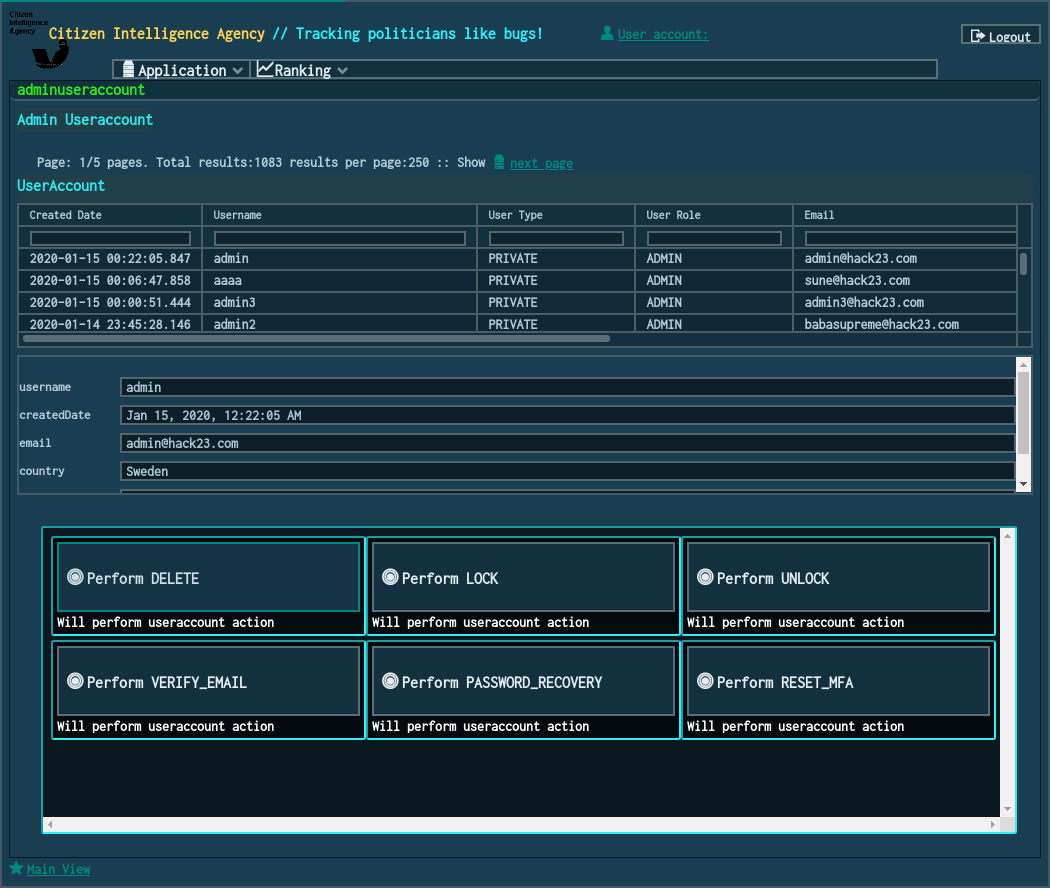 Citizen
Intelligence
Agency
Citizen Intelligence Agency // Tracking politicians like bugs!
User account:
Logout
Application
Ranking
adminuseraccount
Admin Useraccount
Page: 1/5 pages. Total results:1083 results per page:250 :: Show next page
UserAccount
Created Date Username User Type User Role Email
2020-01-15 00:22:05.847 admin PRIVATE ADMIN admin@hack23.com
2020-01-15 00:06:47.858 aaaa PRIVATE ADMIN sune@hack23.com
2020-01-15 00:00:51.444 admin3 PRIVATE ADMIN admin3@hack23.com
2020-01-14 23:45:28.146 admin2 PRIVATE ADMIN babasupreme@hack23.com
username admin
createdDate Jan 15, 2020, 12:22:05 AM
email admin@hack23.com
country Sweden
Perform DELETE Perform LOCK Perform UNLOCK
Will perform useraccount action Will perform useraccount action Will perform useraccount action
Perform VERIFY_EMAIL Perform PASSWORD_RECOVERY Perform RESET_MFA
Will perform useraccount action Will perform useraccount action Will perform useraccount action
Main View